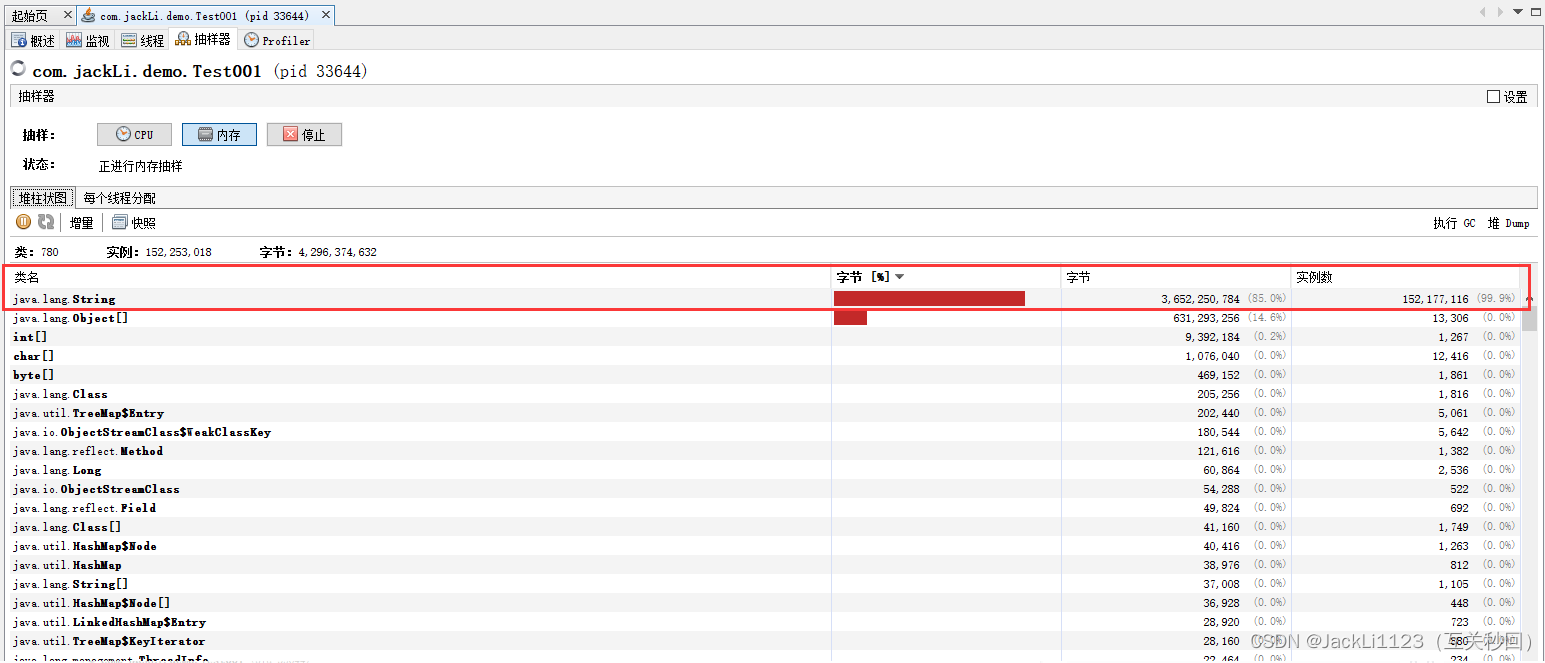 起始页 com.jackLi.demo.Test001 (pid 33644)
概述 监视 线程 抽样器 Profiler
com.jackLi.demo.Test001 (pid 33644)
抽样器 设置
抽样: CPU 内存 停止
状态: 正进行内存抽样
堆柱状图 每个线程分配
增量 快照 执行 GC 堆 Dump
类: 780 实例: 152,253,018 字节: 4,296,374,632
类名 字节 [%] 字节 实例数
java.lang.String 3,652,250,784 (85.0%) 152,177,116 (99.9%)
java.lang.Object[] 631,293,256 (14.6%) 13,306 (0.0%)
int[] 9,392,184 (0.2%) 1,267 (0.0%)
char[] 1,076,040 (0.0%) 12,416 (0.0%)
byte[] 469,152 (0.0%) 1,861 (0.0%)
java.lang.Class 205,256 (0.0%) 1,816 (0.0%)
java.util.TreeMap$Entry 202,440 (0.0%) 5,061 (0.0%)
java.io.ObjectStreamClass$WeakClassKey 180,544 (0.0%) 5,642 (0.0%)
java.lang.reflect.Method 121,616 (0.0%) 1,382 (0.0%)
java.lang.Long 60,864 (0.0%) 2,536 (0.0%)
java.io.ObjectStreamClass 54,288 (0.0%) 522 (0.0%)
java.lang.reflect.Field 49,824 (0.0%) 692 (0.0%)
java.lang.Class[] 41,160 (0.0%) 1,749 (0.0%)
java.util.HashMap$Node 40,416 (0.0%) 1,263 (0.0%)
java.util.HashMap 38,976 (0.0%) 812 (0.0%)
java.lang.String[] 37,008 (0.0%) 1,105 (0.0%)
java.util.HashMap$Node[] 36,928 (0.0%) 448 (0.0%)
java.util.LinkedHashMap$Entry 28,920 (0.0%) 723 (0.0%)
java.util.TreeMap$KeyIterator 28,160 (0.0%) 880 (0.0%)
java.lang.management.ThreadInfo 22,464 (0.0%) 234 (0.0%)
CSDN @JackLi1123（互关秒回）